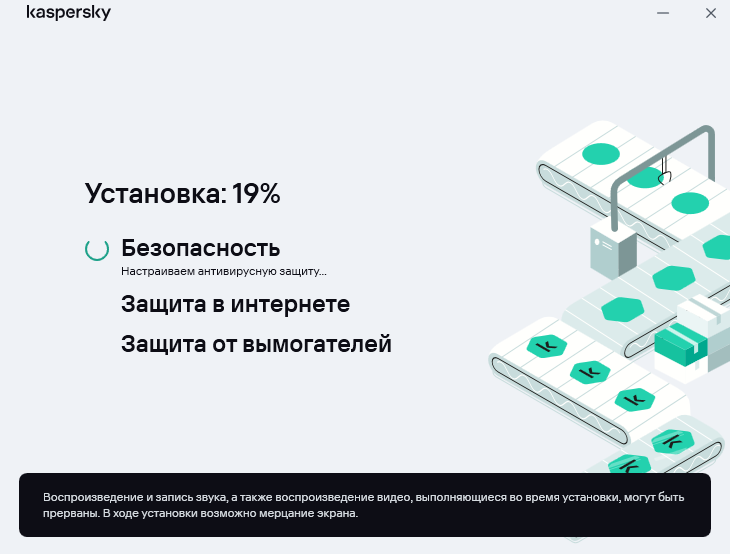 kaspersky
Установка: 19%
Безопасность
Настраиваем антивирусную защиту...
Защита в интернете
Защита от вымогателей
Воспроизведение и запись звука, а также воспроизведение видео, выполняющиеся во время установки, могут быть
прерваны. В ходе установки возможно мерцание экрана.